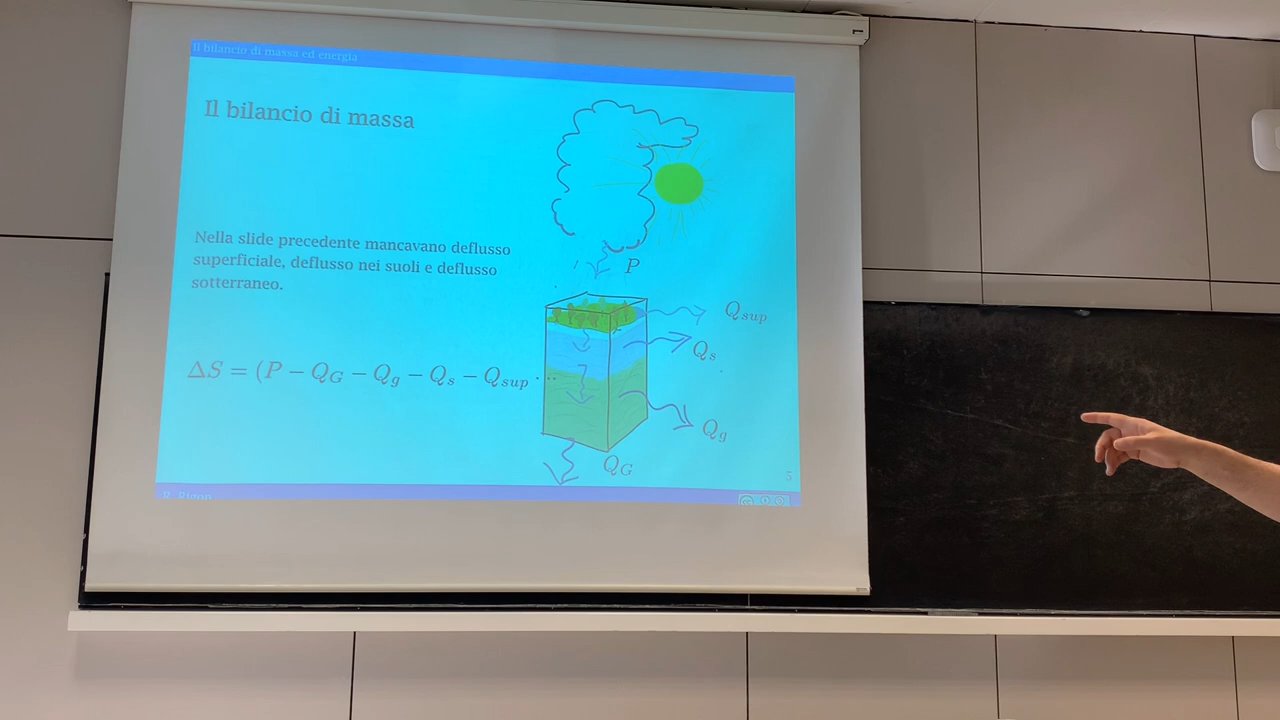 Il bilancio di massa ed energia
Il bilancio di massa
Nella slide precedente mancavano deflusso
superficiale, deflusso nei suoli e deflusso
sotterraneo.
ΔS = (P − Q_G − Q_g − Q_s − Q_sup ···
P
Q_sup
Q_s
Q_g
Q_G
5
R. Rigon